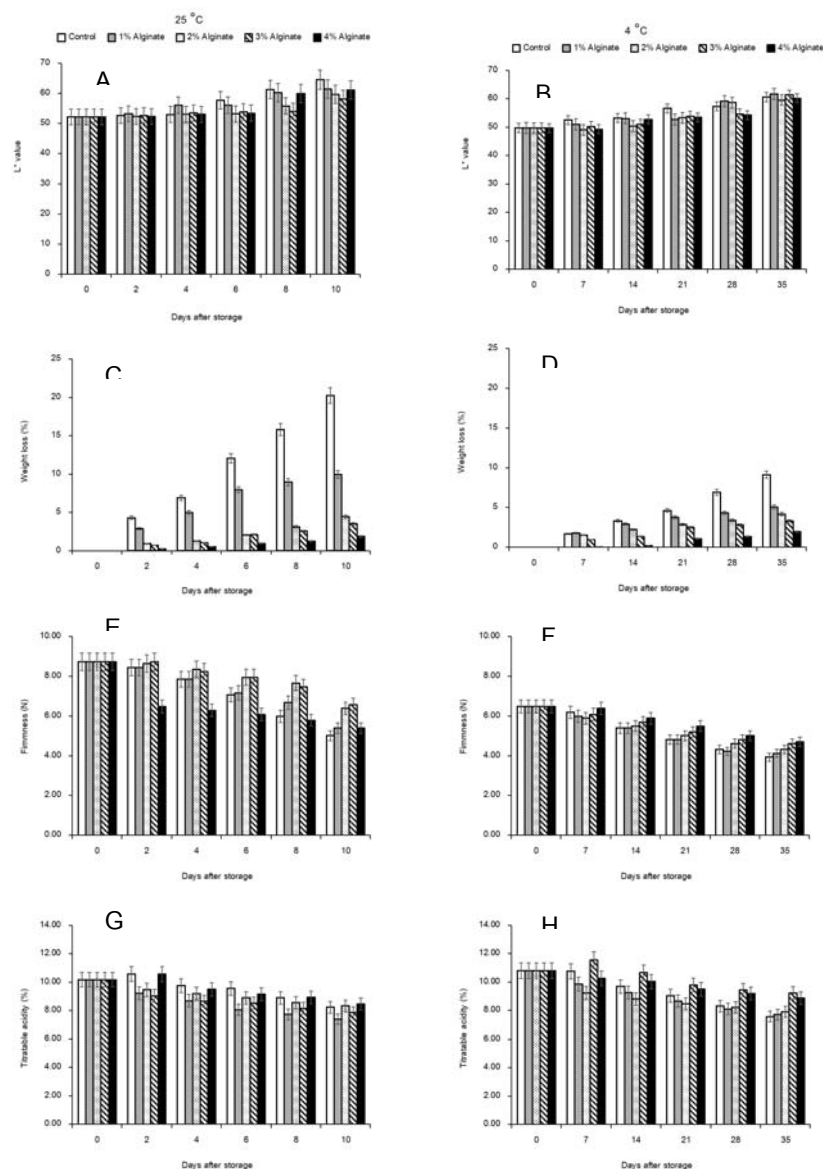 25 °C
Control 1% Alginate 2% Alginate 3% Alginate 4% Alginate
A
70
60
50
40
30
20
10
0
L* value
0 2 4 6 8 10
Days after storage
4 °C
Control 1% Alginate 2% Alginate 3% Alginate 4% Alginate
B
70
60
50
40
30
20
10
0
L* value
0 7 14 21 28 35
Days after storage
C
25
20
15
10
5
0
Weight loss (%)
0 2 4 6 8 10
Days after storage
D
25
20
15
10
5
0
Weight loss (%)
0 7 14 21 28 35
Days after storage
E
10.00
8.00
6.00
4.00
2.00
0.00
Firmness (N)
0 2 4 6 8 10
Days after storage
F
10.00
8.00
6.00
4.00
2.00
0.00
Firmness (N)
0 7 14 21 28 35
Days after storage
G
14.00
12.00
10.00
8.00
6.00
4.00
2.00
0.00
Titratable acidity (%)
0 2 4 6 8 10
Days after storage
H
14.00
12.00
10.00
8.00
6.00
4.00
2.00
0.00
Titratable acidity (%)
0 7 14 21 28 35
Days after storage